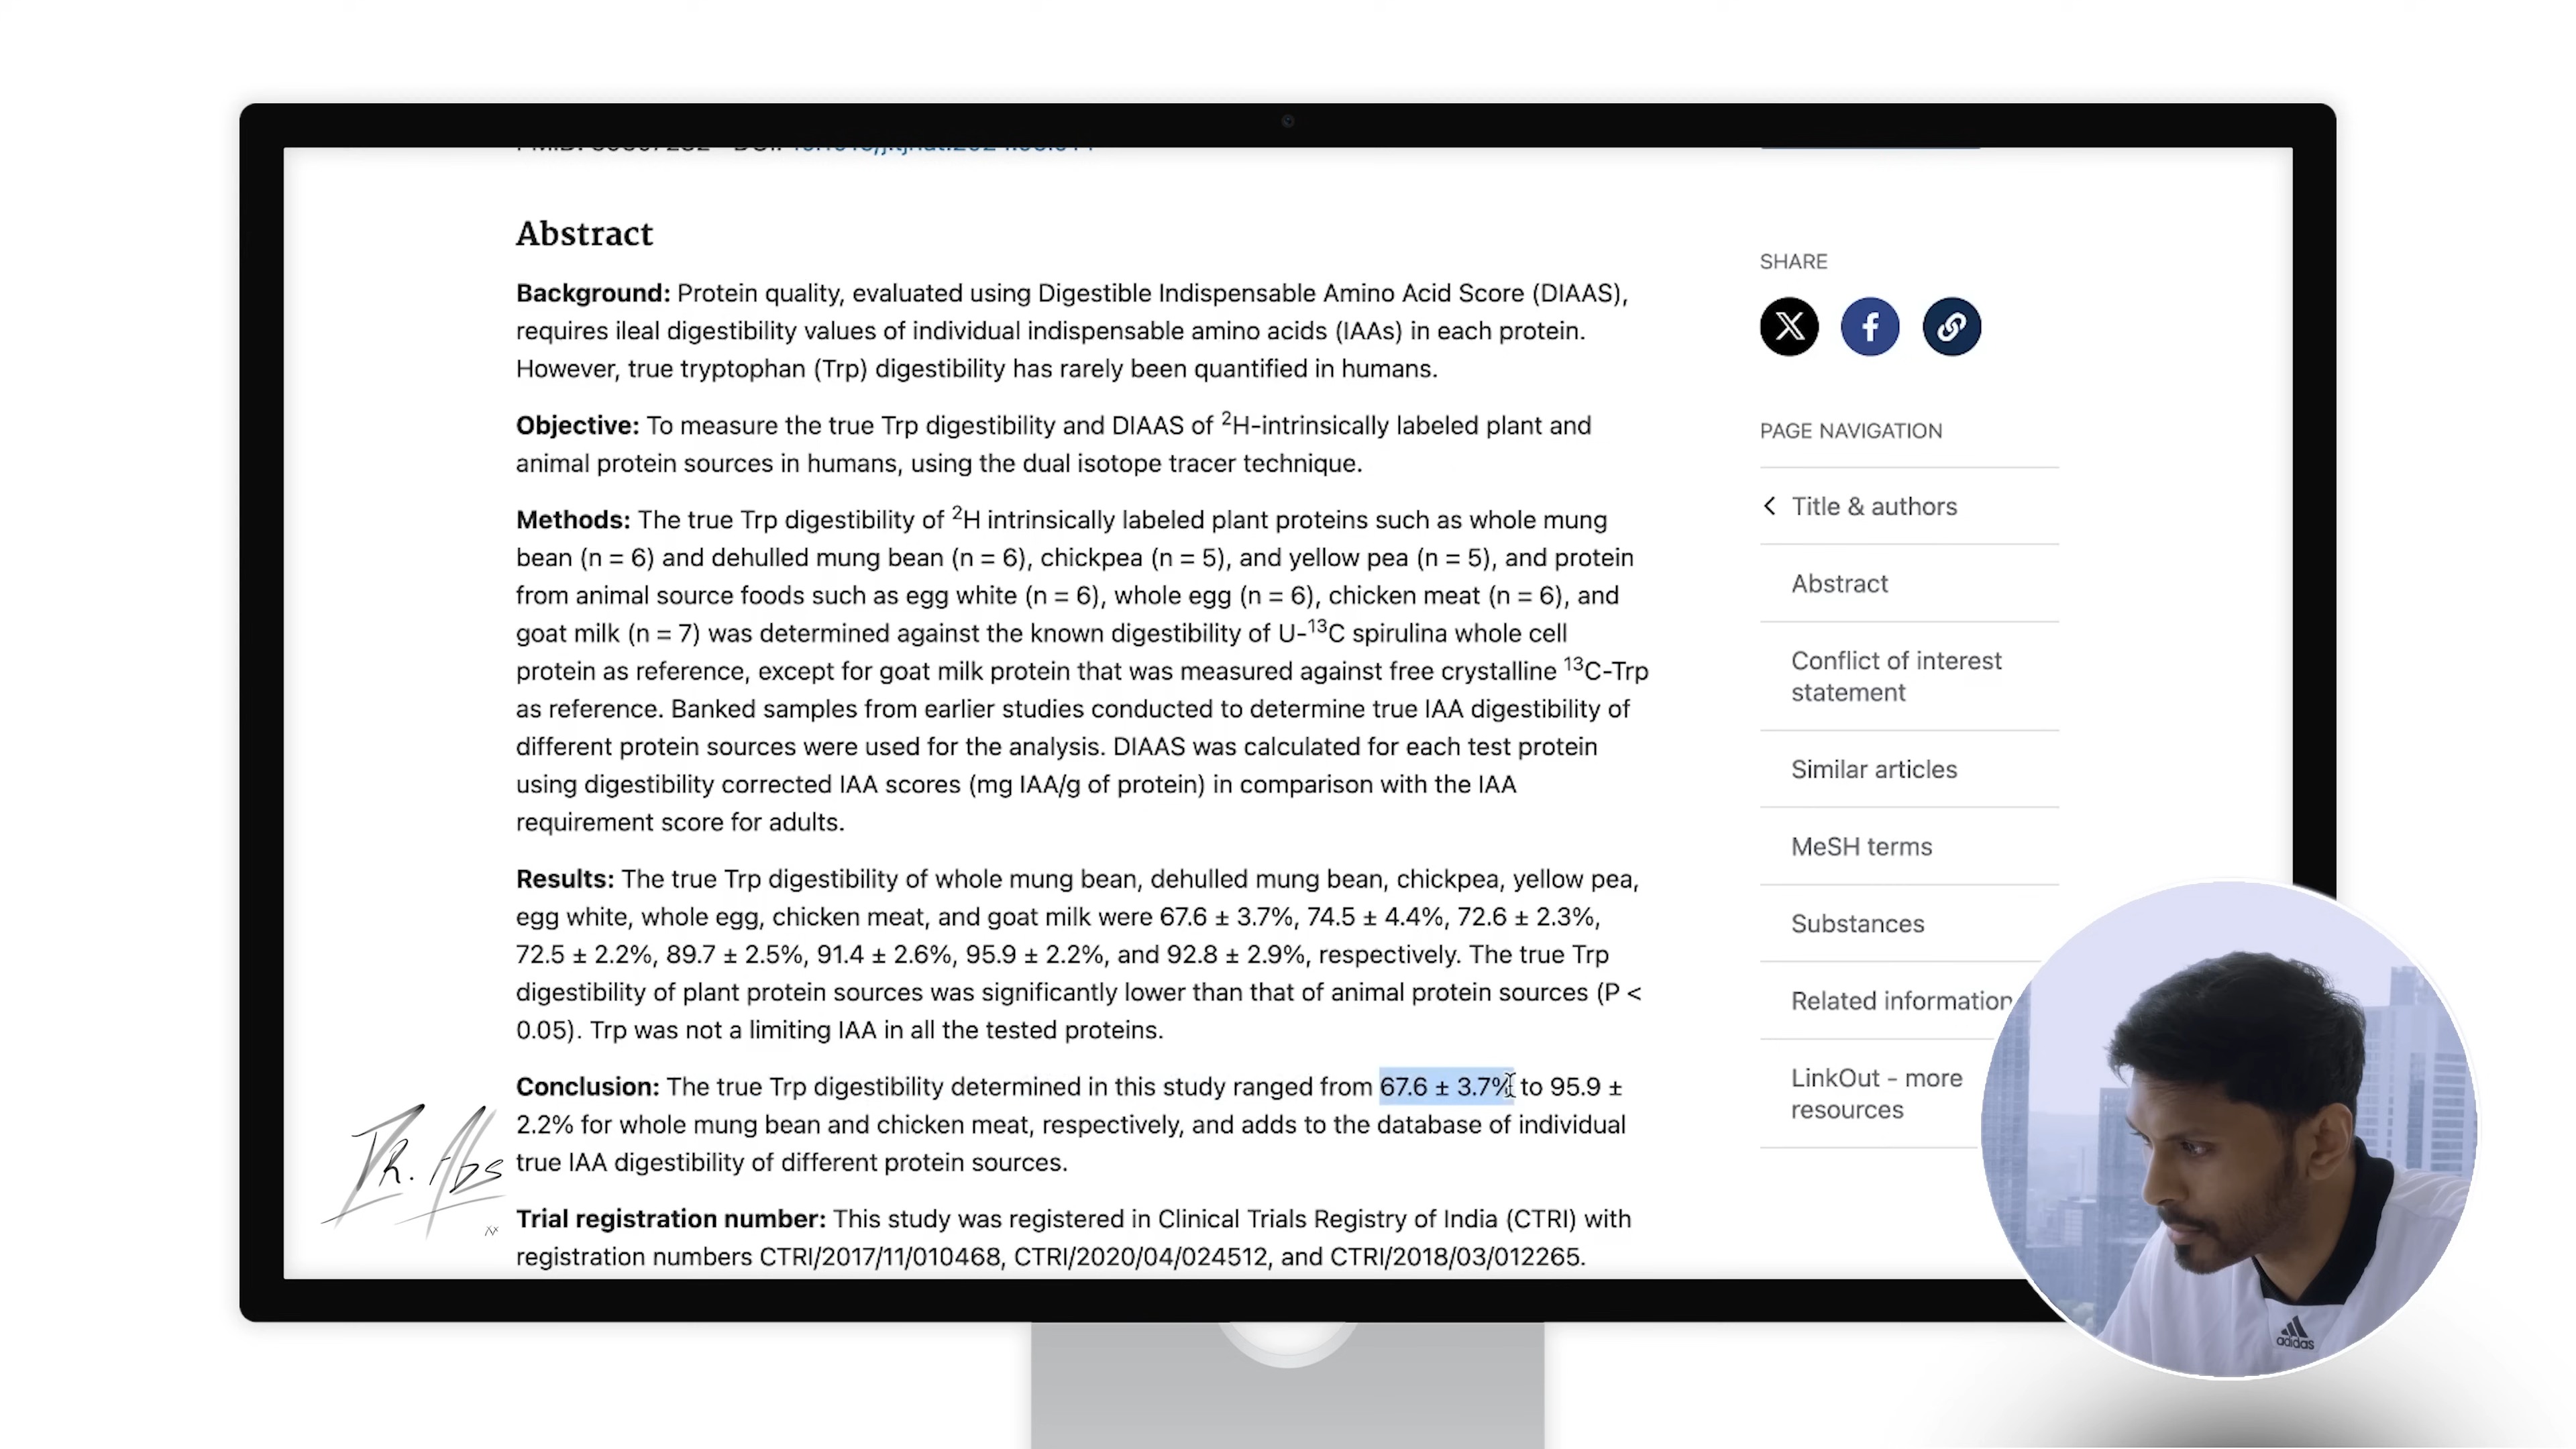 Abstract
Background: Protein quality, evaluated using Digestible Indispensable Amino Acid Score (DIAAS),
requires ileal digestibility values of individual indispensable amino acids (IAAs) in each protein.
However, true tryptophan (Trp) digestibility has rarely been quantified in humans.
Objective: To measure the true Trp digestibility and DIAAS of ²H-intrinsically labeled plant and
animal protein sources in humans, using the dual isotope tracer technique.
Methods: The true Trp digestibility of ²H intrinsically labeled plant proteins such as whole mung
bean (n = 6) and dehulled mung bean (n = 6), chickpea (n = 5), and yellow pea (n = 5), and protein
from animal source foods such as egg white (n = 6), whole egg (n = 6), chicken meat (n = 6), and
goat milk (n = 7) was determined against the known digestibility of U-¹³C spirulina whole cell
protein as reference, except for goat milk protein that was measured against free crystalline ¹³C-Trp
as reference. Banked samples from earlier studies conducted to determine true IAA digestibility of
different protein sources were used for the analysis. DIAAS was calculated for each test protein
using digestibility corrected IAA scores (mg IAA/g of protein) in comparison with the IAA
requirement score for adults.
Results: The true Trp digestibility of whole mung bean, dehulled mung bean, chickpea, yellow pea,
egg white, whole egg, chicken meat, and goat milk were 67.6 ± 3.7%, 74.5 ± 4.4%, 72.6 ± 2.3%,
72.5 ± 2.2%, 89.7 ± 2.5%, 91.4 ± 2.6%, 95.9 ± 2.2%, and 92.8 ± 2.9%, respectively. The true Trp
digestibility of plant protein sources was significantly lower than that of animal protein sources (P <
0.05). Trp was not a limiting IAA in all the tested proteins.
Conclusion: The true Trp digestibility determined in this study ranged from 67.6 ± 3.7% to 95.9 ±
2.2% for whole mung bean and chicken meat, respectively, and adds to the database of individual
true IAA digestibility of different protein sources.
Trial registration number: This study was registered in Clinical Trials Registry of India (CTRI) with
registration numbers CTRI/2017/11/010468, CTRI/2020/04/024512, and CTRI/2018/03/012265.
SHARE
PAGE NAVIGATION
Title & authors
Abstract
Conflict of interest
statement
Similar articles
MeSH terms
Substances
Related information
LinkOut - more
resources
adidas